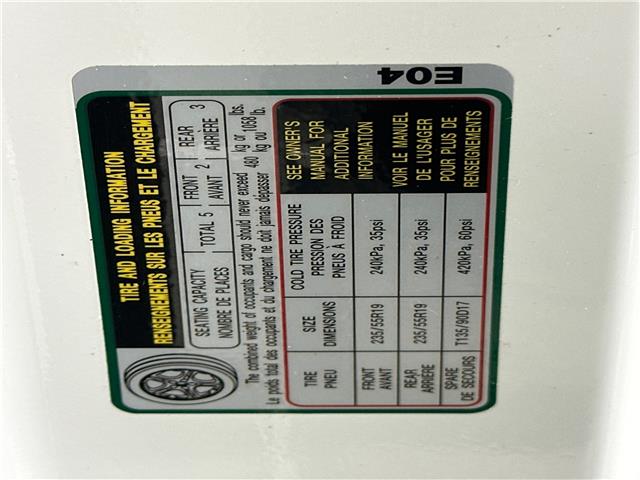 E04
TIRE AND LOADING INFORMATION
RENSEIGNEMENTS SUR LES PNEUS ET LE CHARGEMENT
SEATING CAPACITY TOTAL 5 FRONT 2 REAR 3
NOMBRE DE PLACES AVANT ARRIÈRE
The combined weight of occupants and cargo should never exceed 480 kg or 1058 lbs.
Le poids total des occupants et du chargement ne doit jamais dépasser 480 kg ou 1058 lb.
TIRE SIZE COLD TIRE PRESSURE SEE OWNER'S
PNEU DIMENSIONS PRESSION DES MANUAL FOR
PNEUS À FROID ADDITIONAL
FRONT 235/55R19 240kPa, 35psi INFORMATION
AVANT
REAR 235/55R19 240kPa, 35psi VOIR LE MANUEL
ARRIÈRE DE L'USAGER
SPARE T135/90D17 420kPa, 60psi POUR PLUS DE
DE SECOURS RENSEIGNEMENTS